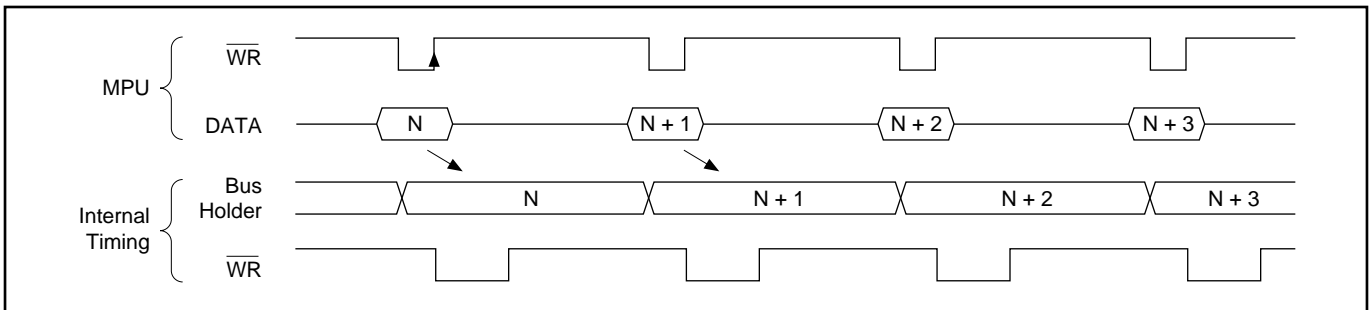 MPU
WR
DATA
N
N + 1
N + 2
N + 3
Internal
Timing
Bus
Holder
N
N + 1
N + 2
N + 3
WR